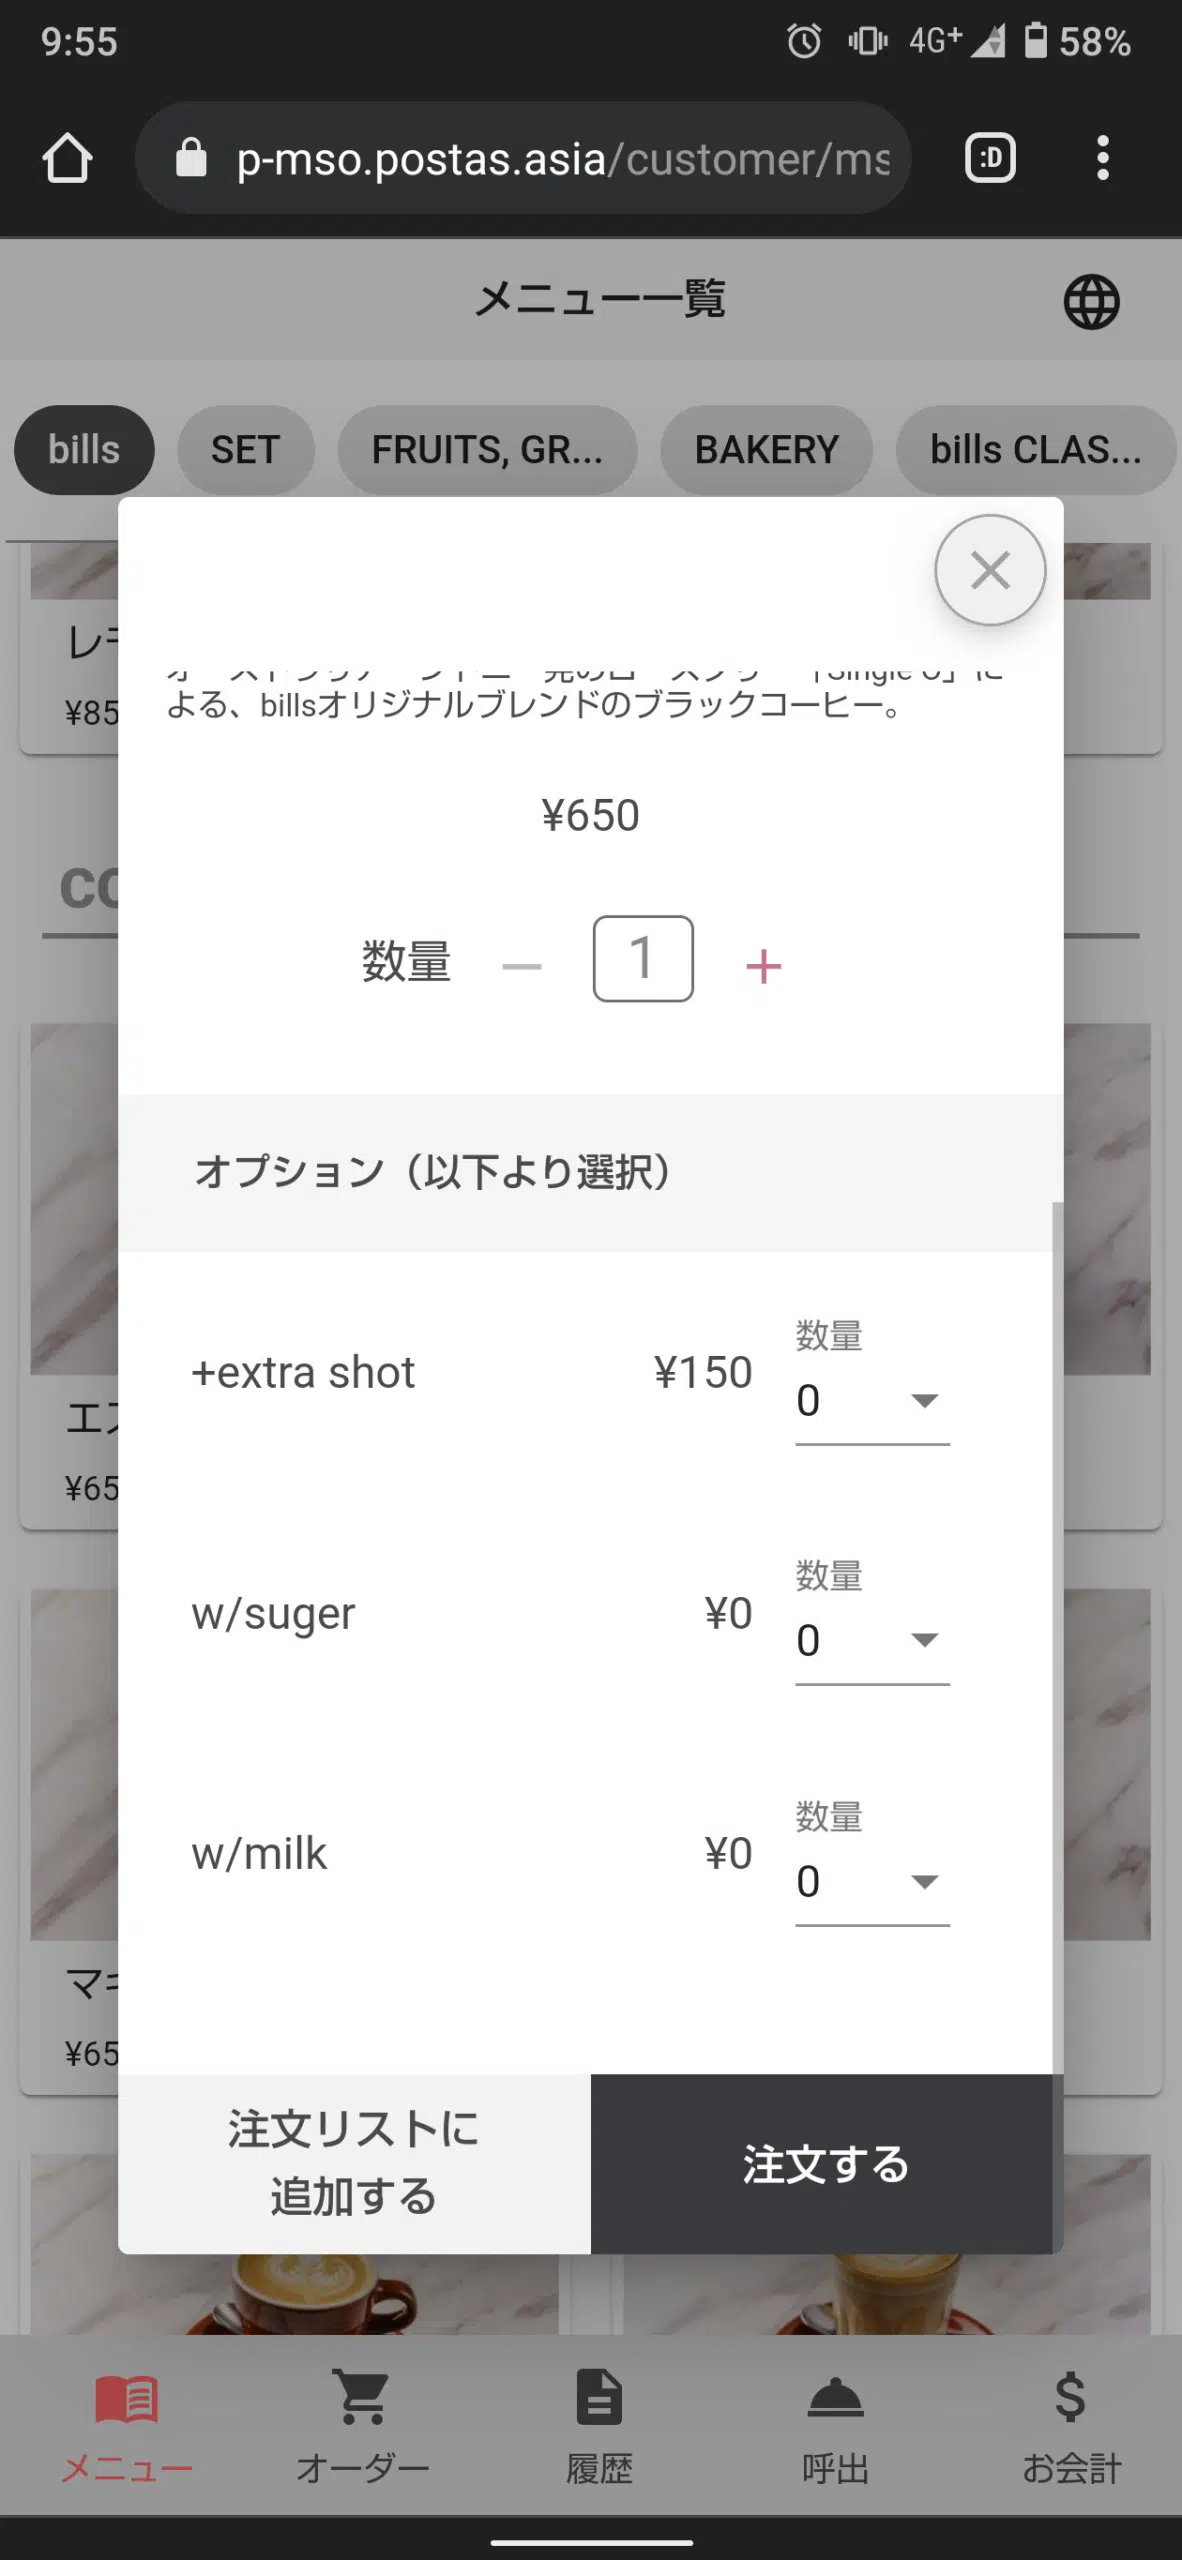 9:55
4G+
58%
p-mso.postas.asia/customer/ms
:D
メニュー一覧
bills
SET
FRUITS, GR...
BAKERY
bills CLAS...
による、billsオリジナルブレンドのブラックコーヒー。
¥85
¥650
CO
数量 — 1 +
オプション（以下より選択）
数量
+extra shot ¥150 0
¥65
数量
w/suger ¥0 0
数量
w/milk ¥0 0
¥65
注文リストに
追加する
注文する
メニュー
オーダー
履歴
呼出
お会計